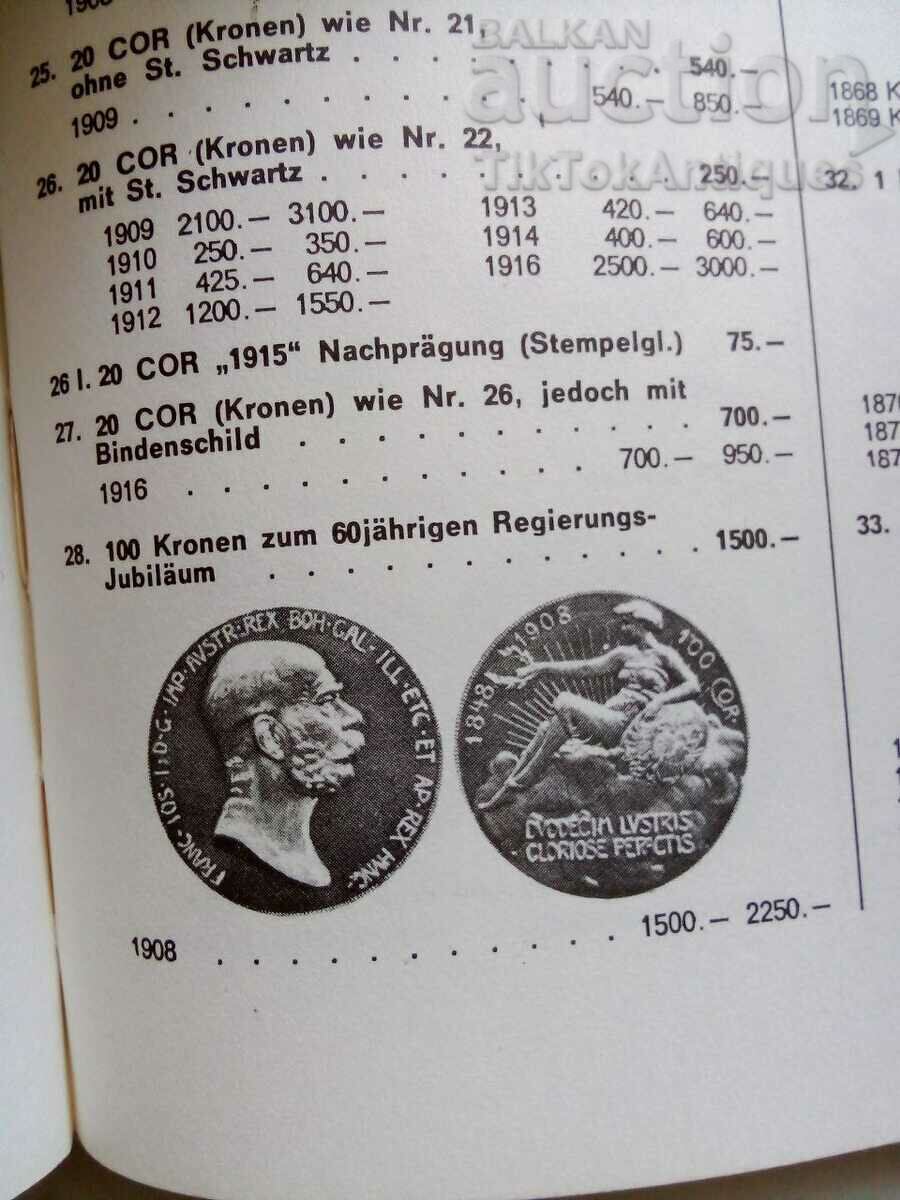 25. 20 COR (Kronen) wie Nr. 21,
ohne St. Schwartz . . . . . . . . . 540.—
1909 . . . . . . . . . . . 540.— 850.—
26. 20 COR (Kronen) wie Nr. 22,
mit St. Schwartz . . . . . . . . . 250.—
1909 2100.— 3100.—
1910 250.— 350.—
1911 425.— 640.—
1912 1200.— 1550.—
1913 420.— 640.—
1914 400.— 600.—
1916 2500.— 3000.—
26 I. 20 COR „1915“ Nachprägung (Stempelgl.) 75.—
27. 20 COR (Kronen) wie Nr. 26, jedoch mit
Bindenschild . . . . . . . . . . . 700.—
1916 . . . . . . . . . . . 700.— 950.—
28. 100 Kronen zum 60jährigen Regierungs-
Jubiläum . . . . . . . . . . . . 1500.—
FRANC·IOS·I·D·G·IMP·AVSTR·REX BOH·GAL·ILL·ETC·ET AP·REX HVNG·
1848 1908
100 COR·
DVODECIM LVSTRIS
GLORIOSE PER·CTIS
1908 . . . . . . . . . . . 1500.— 2250.—
1868
1869
32. 1
33.
BALKAN
auction
TikTokAntiques